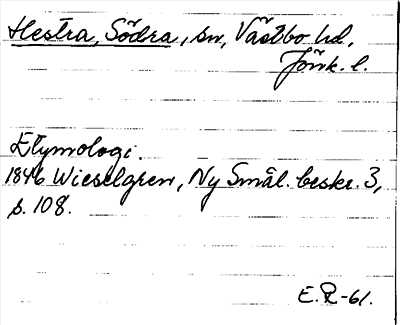 Hestra, Södra, sn, Västbo hd,
Jönk. l.
Etymologi.
1846 Wieselgren, Ny Smål. beskr. 3,
s. 108.
E.R-61.